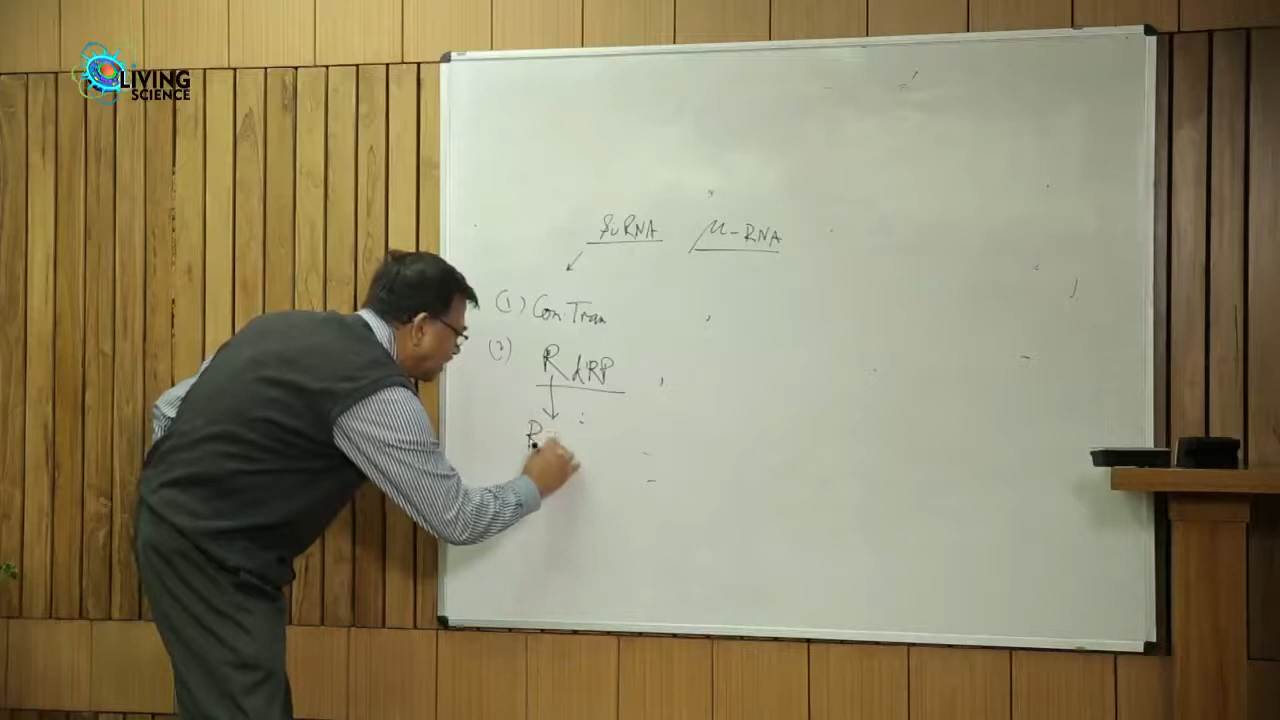 LIVING
SCIENCE
siRNA μ-RNA
(1) Con. Tran
(2) RdRP
R